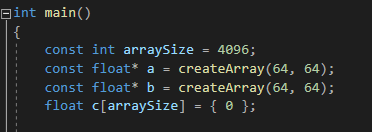 int main()
{
const int arraySize = 4096;
const float* a = createArray(64, 64);
const float* b = createArray(64, 64);
float c[arraySize] = { 0 };